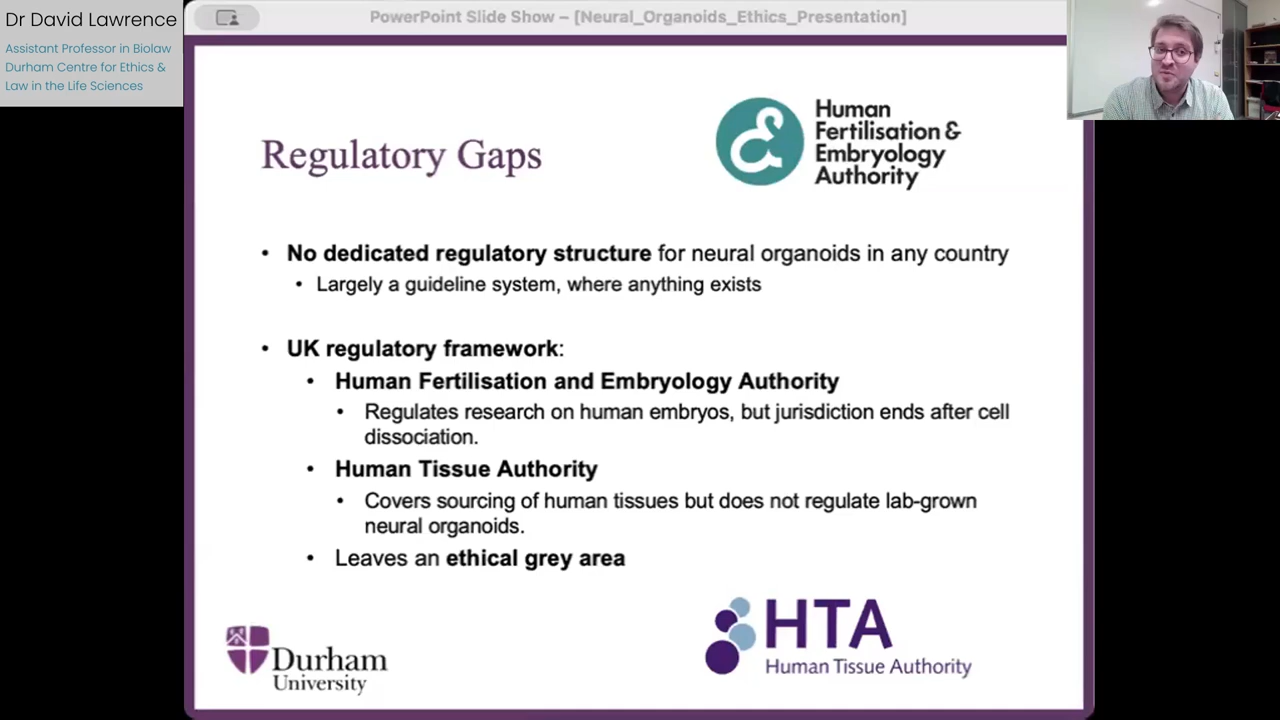 Dr David Lawrence
Assistant Professor in Biolaw
Durham Centre for Ethics &
Law in the Life Sciences
PowerPoint Slide Show – [Neural_Organoids_Ethics_Presentation]
Regulatory Gaps
Human
Fertilisation &
Embryology
Authority
• No dedicated regulatory structure for neural organoids in any country
• Largely a guideline system, where anything exists
• UK regulatory framework:
• Human Fertilisation and Embryology Authority
• Regulates research on human embryos, but jurisdiction ends after cell
dissociation.
• Human Tissue Authority
• Covers sourcing of human tissues but does not regulate lab-grown
neural organoids.
• Leaves an ethical grey area
Durham
University
HTA
Human Tissue Authority